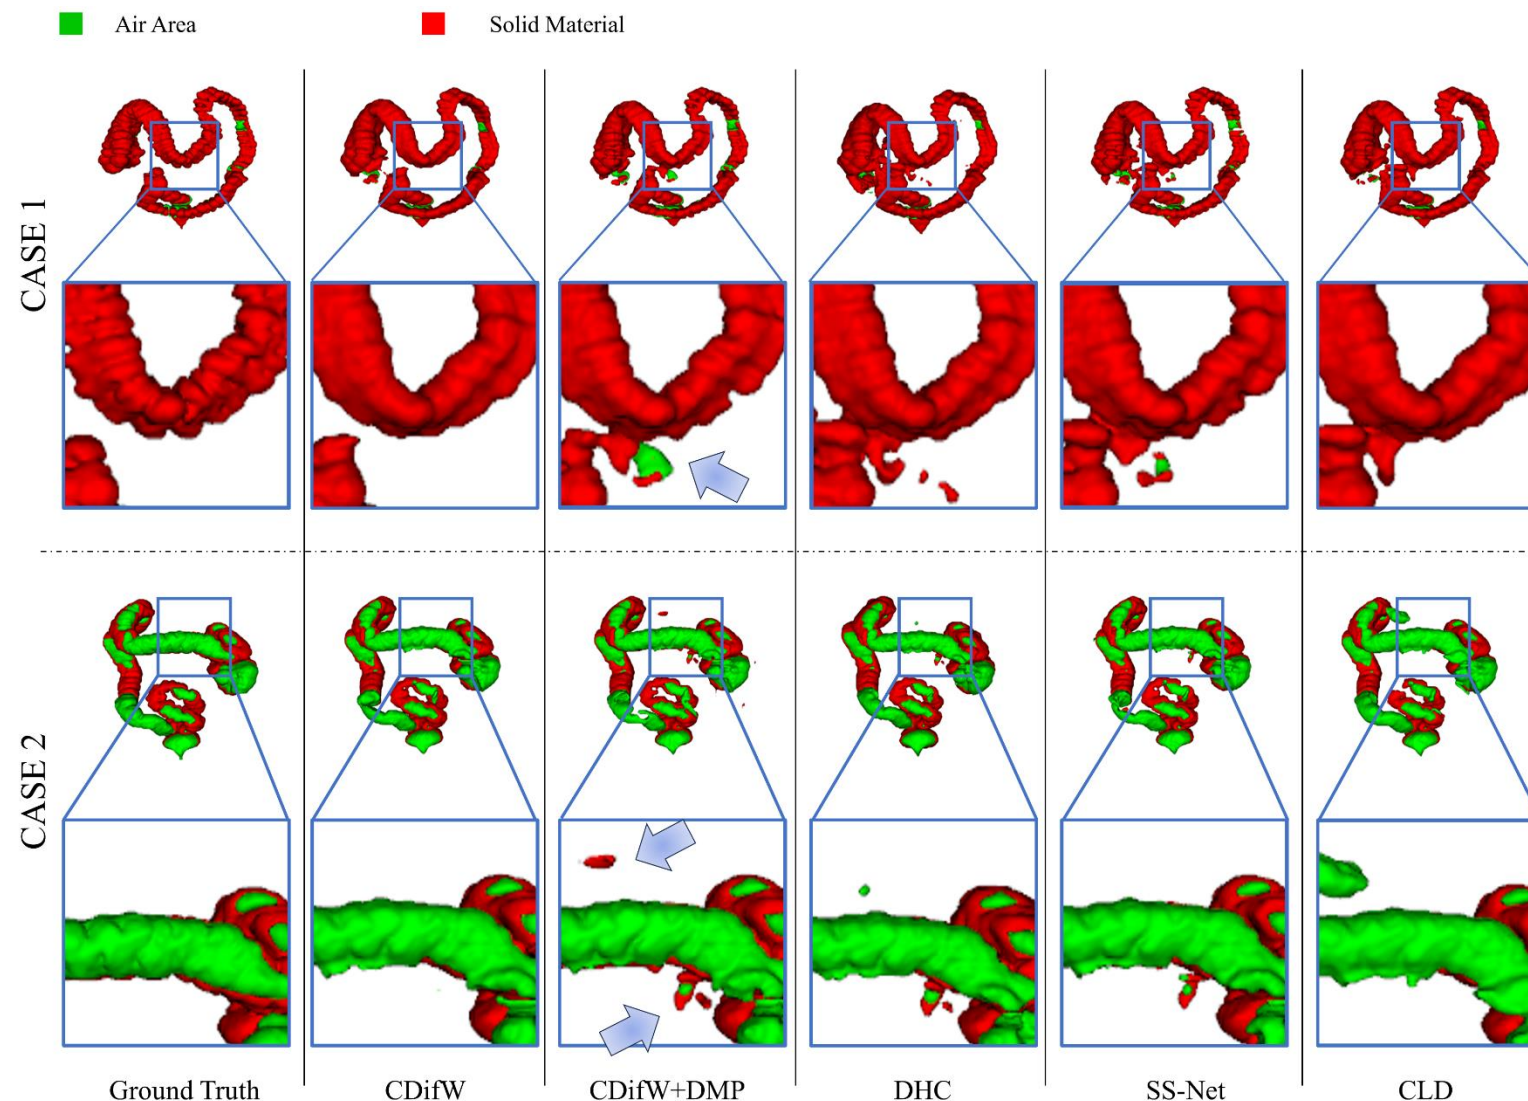 Air Area
Solid Material
CASE 1
CASE 2
Ground Truth
CDifW
CDifW+DMP
DHC
SS-Net
CLD